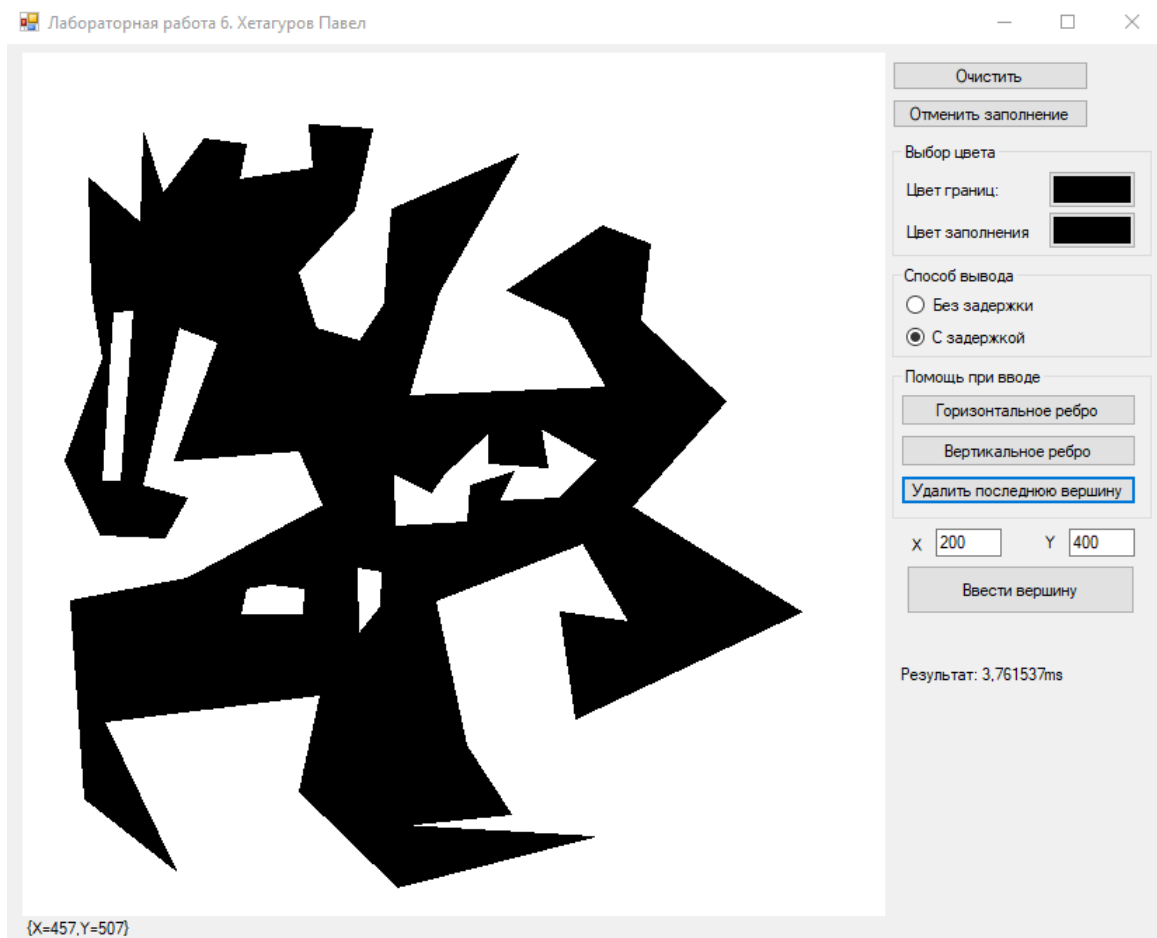 Лабораторная работа 6. Хетагуров Павел
Очистить
Отменить заполнение
Выбор цвета
Цвет границ:
Цвет заполнения
Способ вывода
Без задержки
С задержкой
Помощь при вводе
Горизонтальное ребро
Вертикальное ребро
Удалить последнюю вершину
X 200 Y 400
Ввести вершину
Результат: 3,761537ms
{X=457,Y=507}